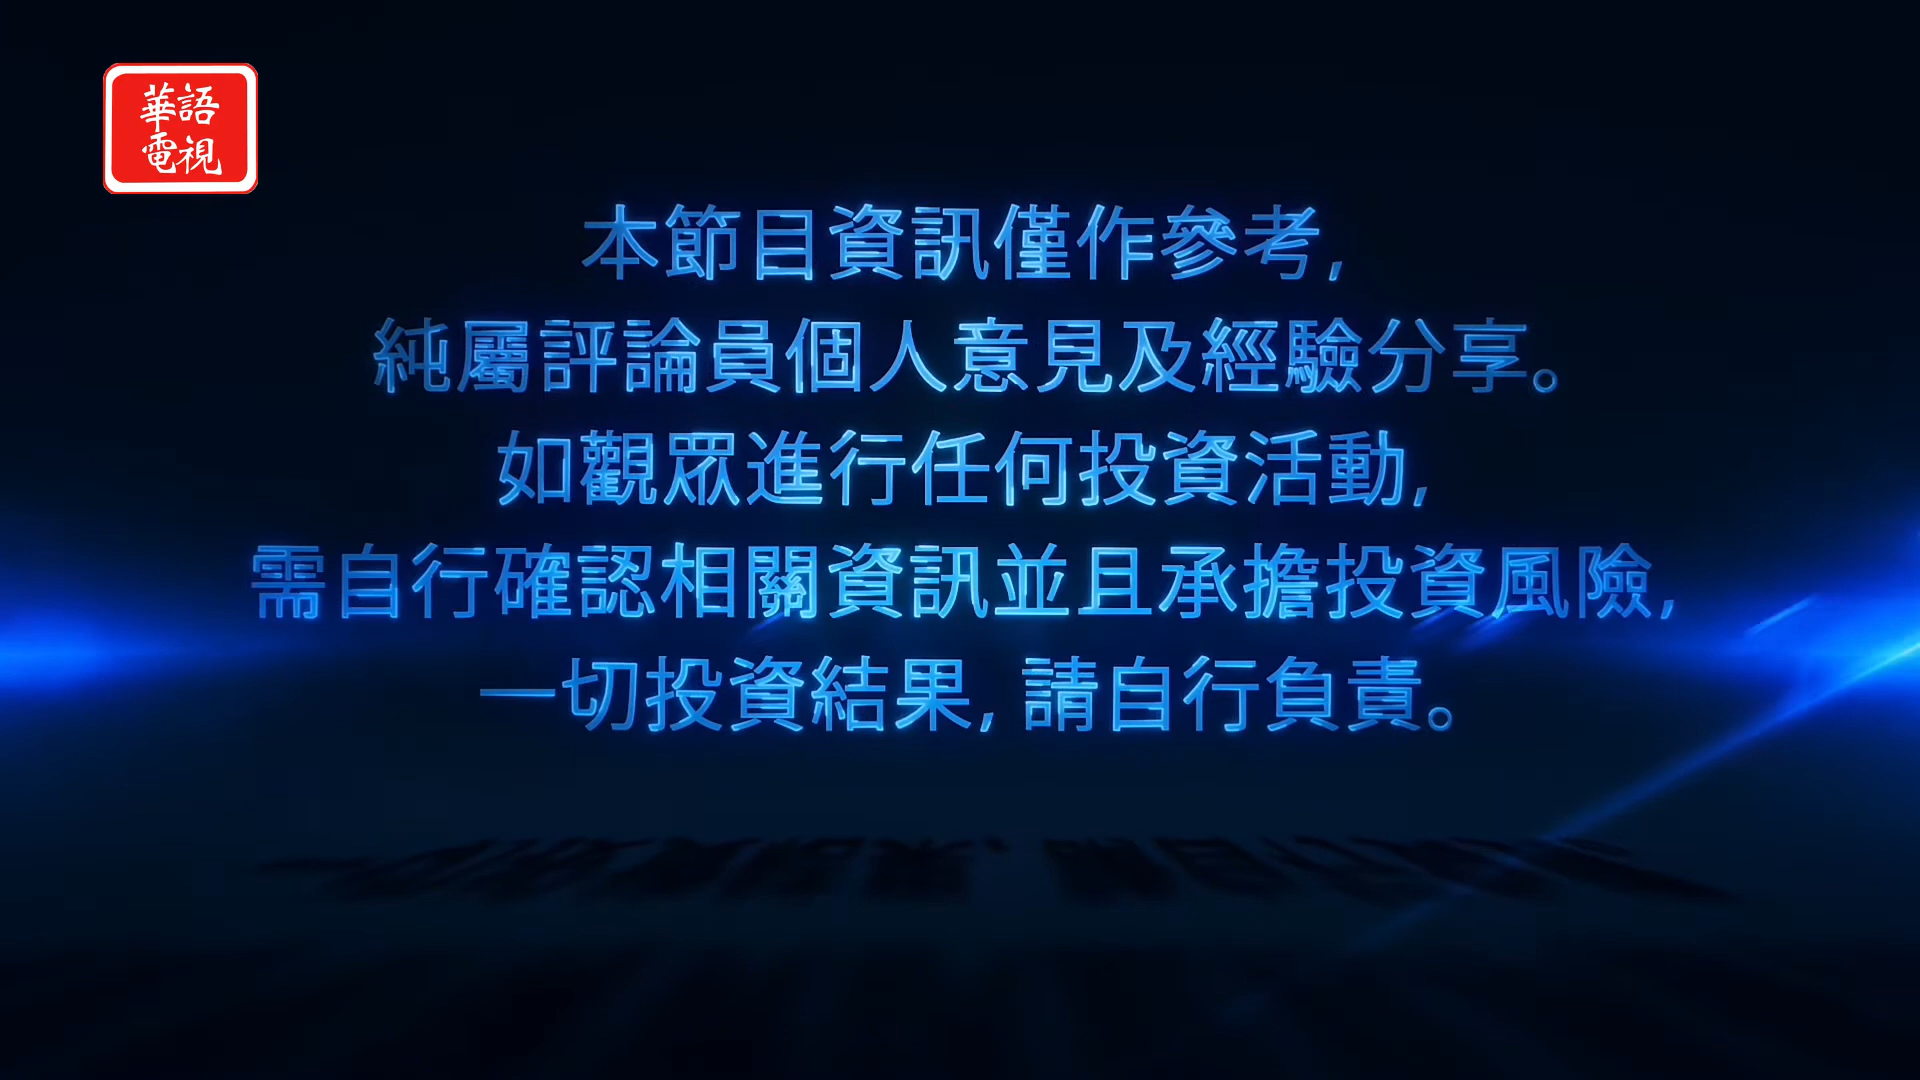 華語
電視
本節目資訊僅作參考,
純屬評論員個人意見及經驗分享。
如觀眾進行任何投資活動,
需自行確認相關資訊並且承擔投資風險,
一切投資結果, 請自行負責。